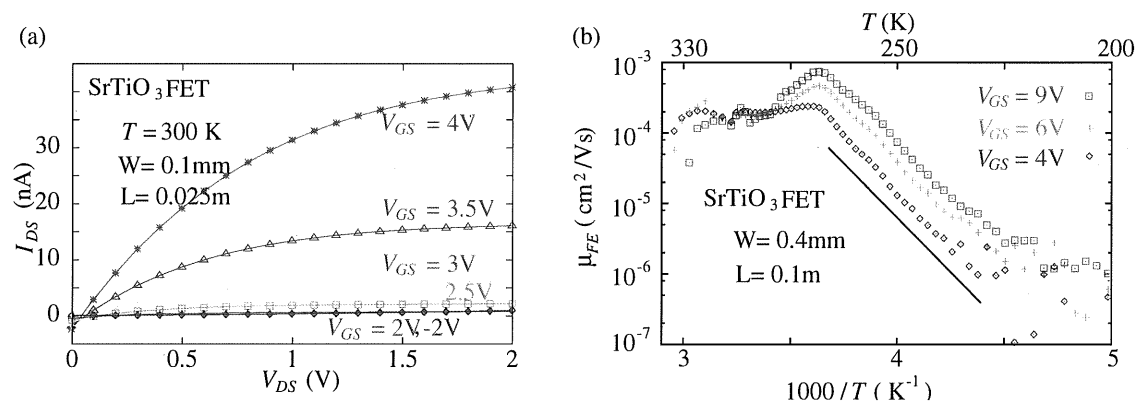 (a)
SrTiO3FET
T = 300 K
W= 0.1mm
L= 0.025m
VGS = 4V
VGS = 3.5V
VGS = 3V
2.5V
VGS = 2V,-2V
IDS (nA)
40
30
20
10
0
0
0.5
1
1.5
2
VDS (V)
(b)
T (K)
330
250
200
VGS = 9V
VGS = 6V
VGS = 4V
SrTiO3FET
W= 0.4mm
L= 0.1m
μFE ( cm2/Vs)
10-3
10-4
10-5
10-6
10-7
3
4
5
1000 / T ( K-1)